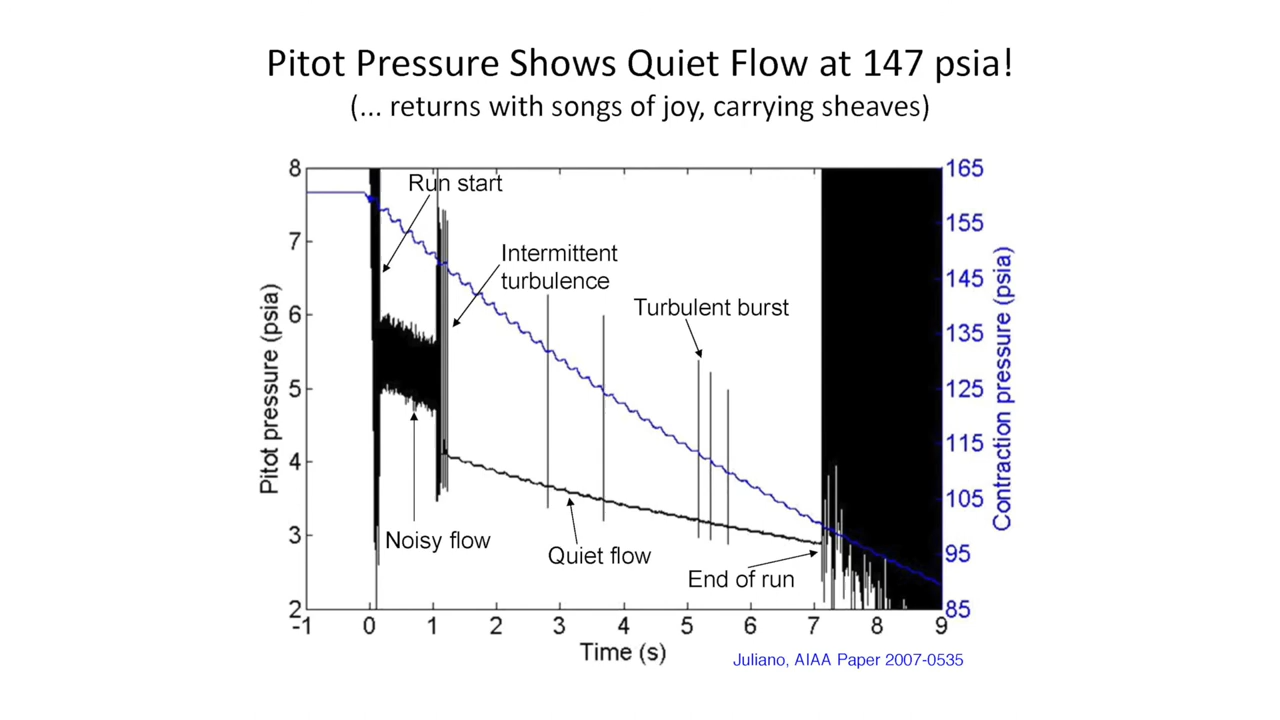 Pitot Pressure Shows Quiet Flow at 147 psia!
(... returns with songs of joy, carrying sheaves)
8
7
6
5
4
3
2
Pitot pressure (psia)
Run start
Intermittent
turbulence
Turbulent burst
Noisy flow
Quiet flow
End of run
165
155
145
135
125
115
105
95
85
Contraction pressure (psia)
-1 0 1 2 3 4 5 6 7 8 9
Time (s)
Juliano, AIAA Paper 2007-0535